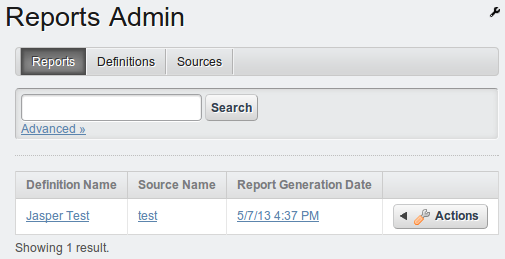 Reports Admin
Reports Definitions Sources
Search
Advanced »
Definition Name Source Name Report Generation Date
Jasper Test test 5/7/13 4:37 PM Actions
Showing 1 result.